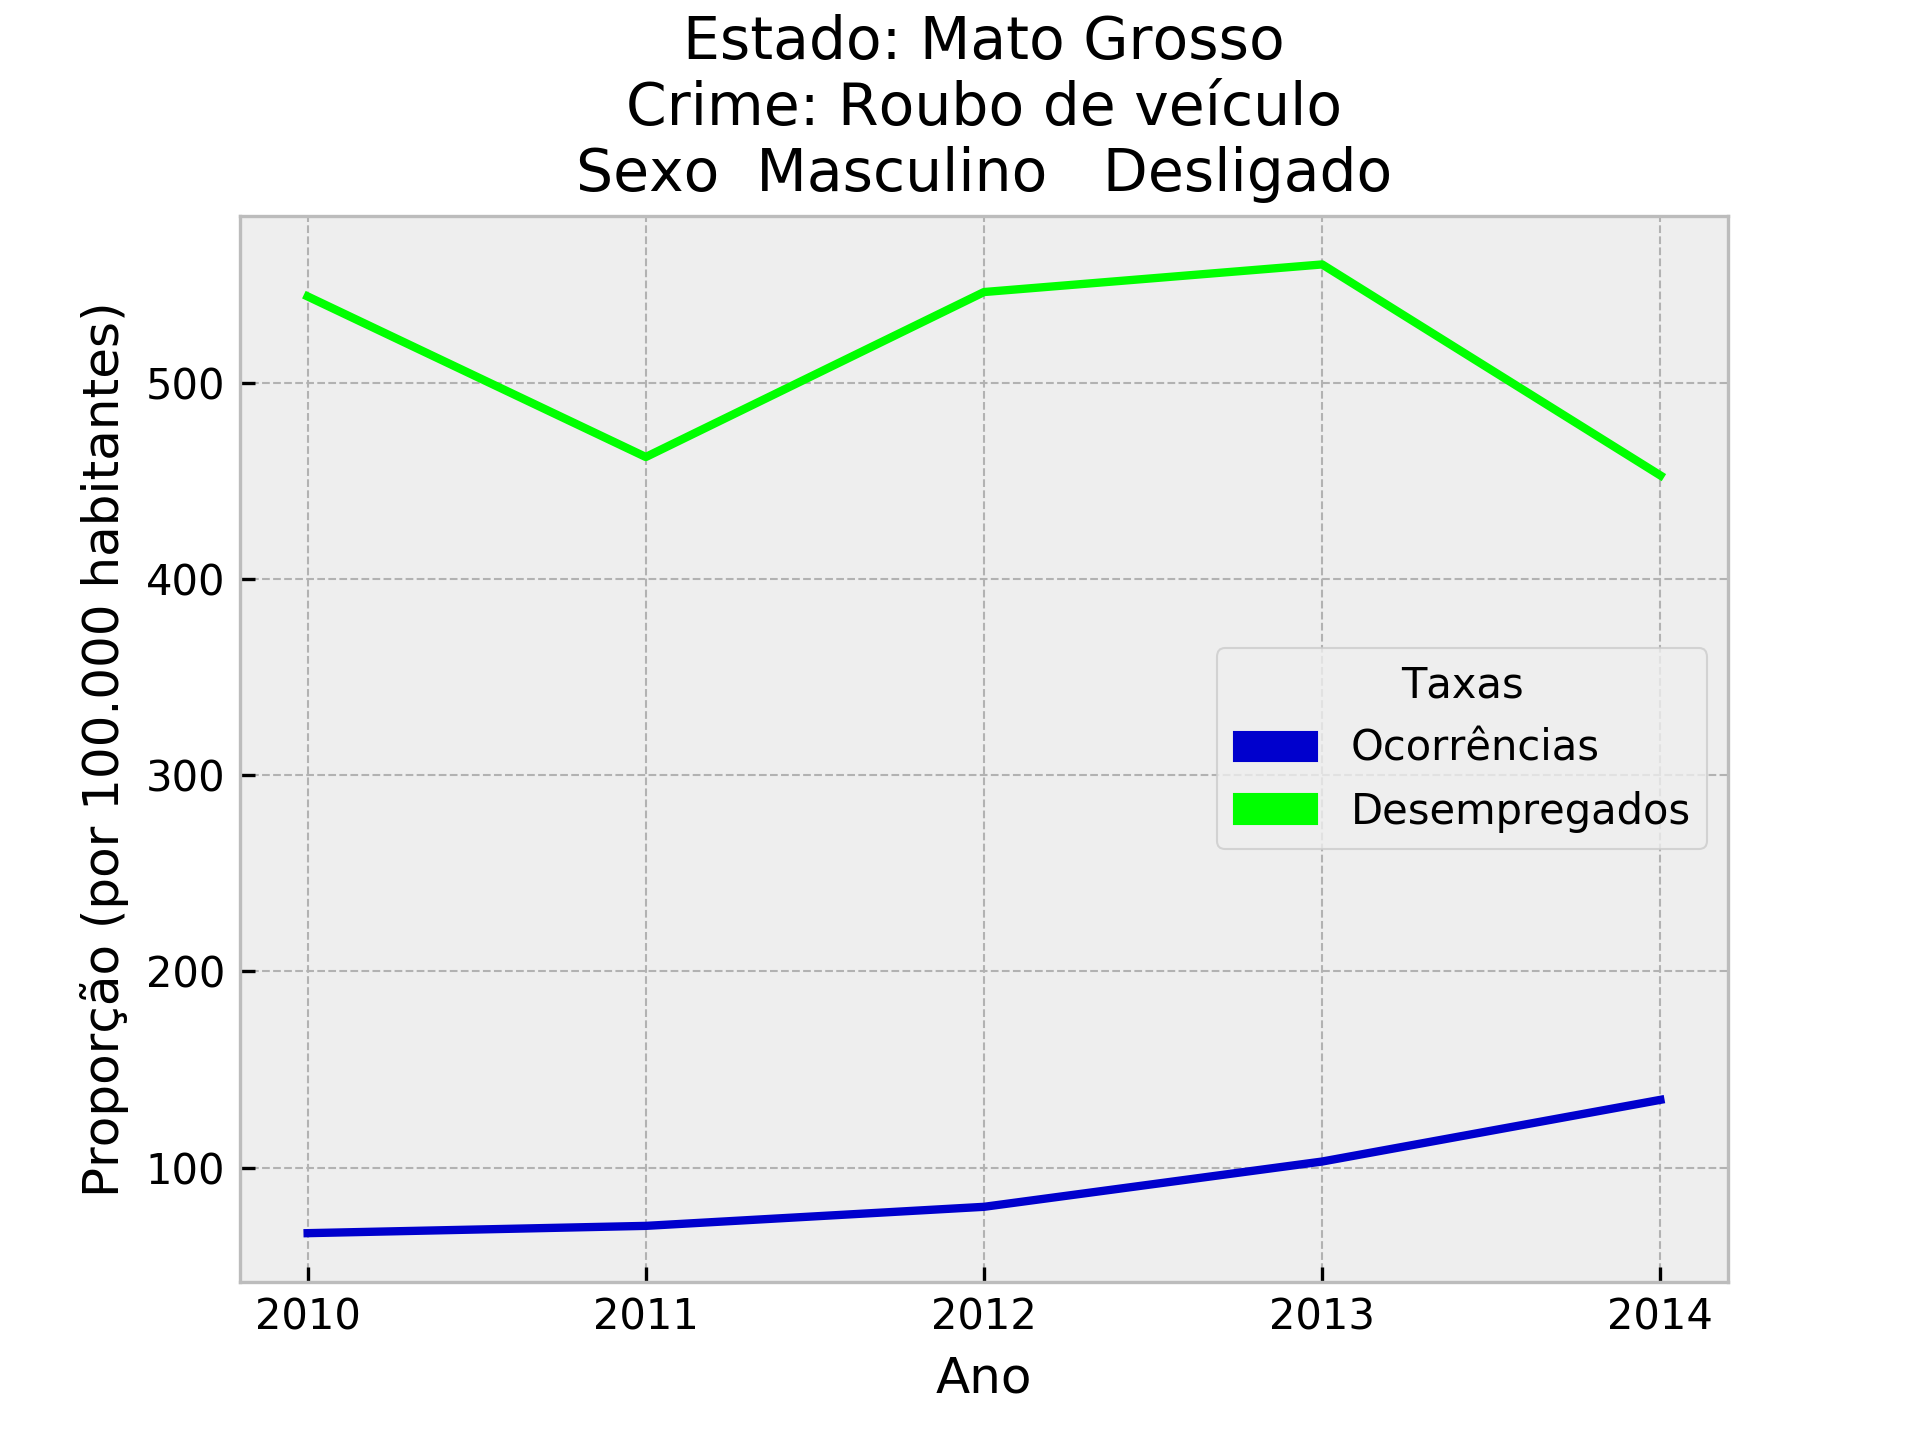 Estado: Mato Grosso
Crime: Roubo de veículo
Sexo  Masculino   Desligado
Proporção (por 100.000 habitantes)
500
400
300
200
100
Taxas
Ocorrências
Desempregados
2010 2011 2012 2013 2014
Ano